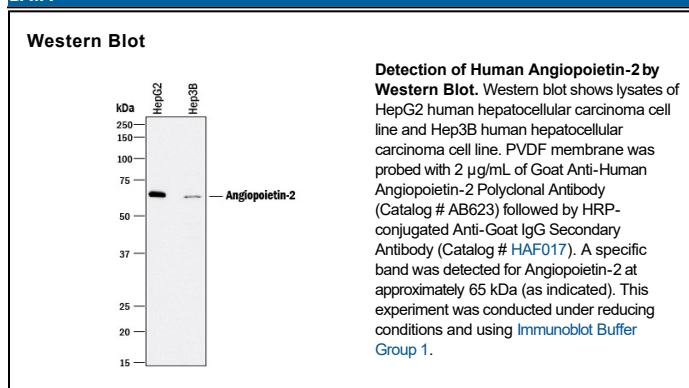 Western Blot
HepG2
Hep3B
kDa
250
150
100
75
Angiopoietin-2
50
37
25
20
15
Detection of Human Angiopoietin-2 by
Western Blot. Western blot shows lysates of
HepG2 human hepatocellular carcinoma cell
line and Hep3B human hepatocellular
carcinoma cell line. PVDF membrane was
probed with 2 µg/mL of Goat Anti-Human
Angiopoietin-2 Polyclonal Antibody
(Catalog # AB623) followed by HRP-
conjugated Anti-Goat IgG Secondary
Antibody (Catalog # HAF017). A specific
band was detected for Angiopoietin-2 at
approximately 65 kDa (as indicated). This
experiment was conducted under reducing
conditions and using Immunoblot Buffer
Group 1.